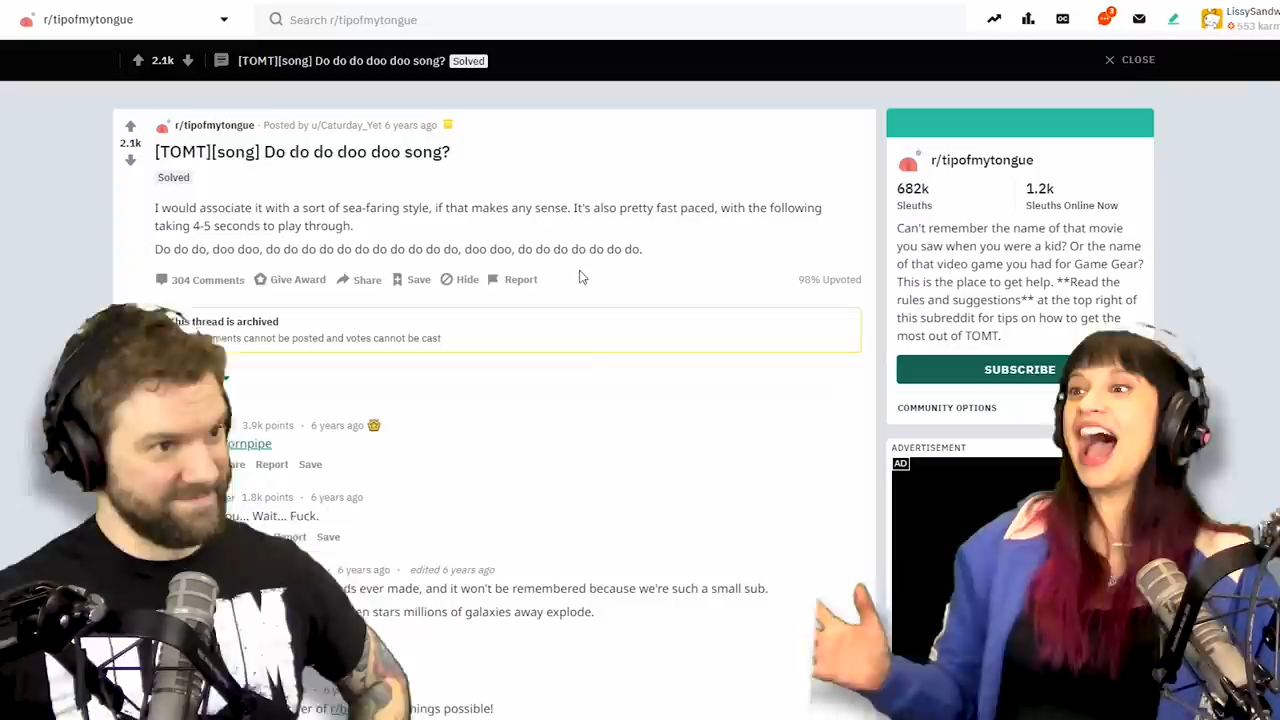 r/tipofmytongue
Search r/tipofmytongue
3
LissySandw
553 karm
2.1k
[TOMT][song] Do do do doo doo song? Solved
CLOSE
r/tipofmytongue · Posted by u/Caturday_Yet 6 years ago
2.1k
[TOMT][song] Do do do doo doo song?
Solved
I would associate it with a sort of sea-faring style, if that makes any sense. It's also pretty fast paced, with the following
taking 4-5 seconds to play through.
Do do do, doo doo, do do do do do do do do do do do, doo doo, do do do do do do do.
304 Comments Give Award Share Save Hide Report
98% Upvoted
his thread is archived
ments cannot be posted and votes cannot be cast
3.9k points · 6 years ago
ornpipe
are Report Save
er 1.8k points · 6 years ago
ou... Wait... Fuck.
Report Save
6 years ago · edited 6 years ago
ds ever made, and it won't be remembered because we're such a small sub.
en stars millions of galaxies away explode.
hings possible!
r/tipofmytongue
682k
Sleuths
1.2k
Sleuths Online Now
Can't remember the name of that movie
you saw when you were a kid? Or the name
of that video game you had for Game Gear?
This is the place to get help. **Read the
rules and suggestions** at the top right of
this subreddit for tips on how to get the
most out of TOMT.
SUBSCRIBE
COMMUNITY OPTIONS
ADVERTISEMENT
AD